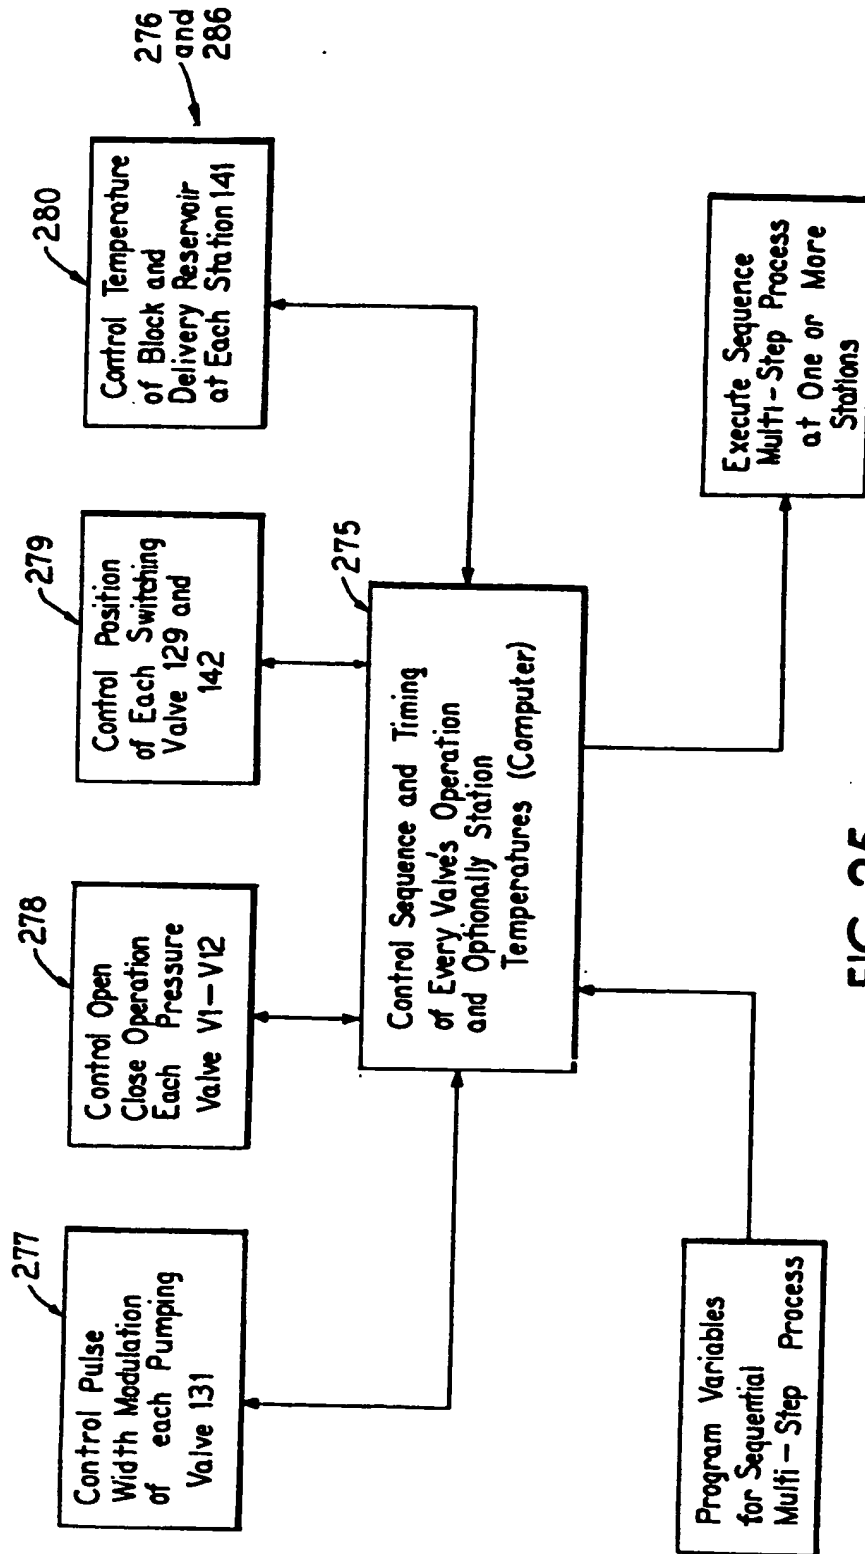 277
Control Pulse
Width Modulation
of each Pumping
Valve 131
278
Control Open
Close Operation
Each Pressure
Valve V1-V12
279
Control Position
of Each Switching
Valve 129 and
142
280
Control Temperature
of Block and
Delivery Reservoir
at Each Station 141
276
and
286
275
Control Sequence and Timing
of Every Valve's Operation
and Optionally Station
Temperatures (Computer)
Program Variables
for Sequential
Multi-Step Process
Execute Sequence
Multi-Step Process
at One or More
Stations
FIG. 25